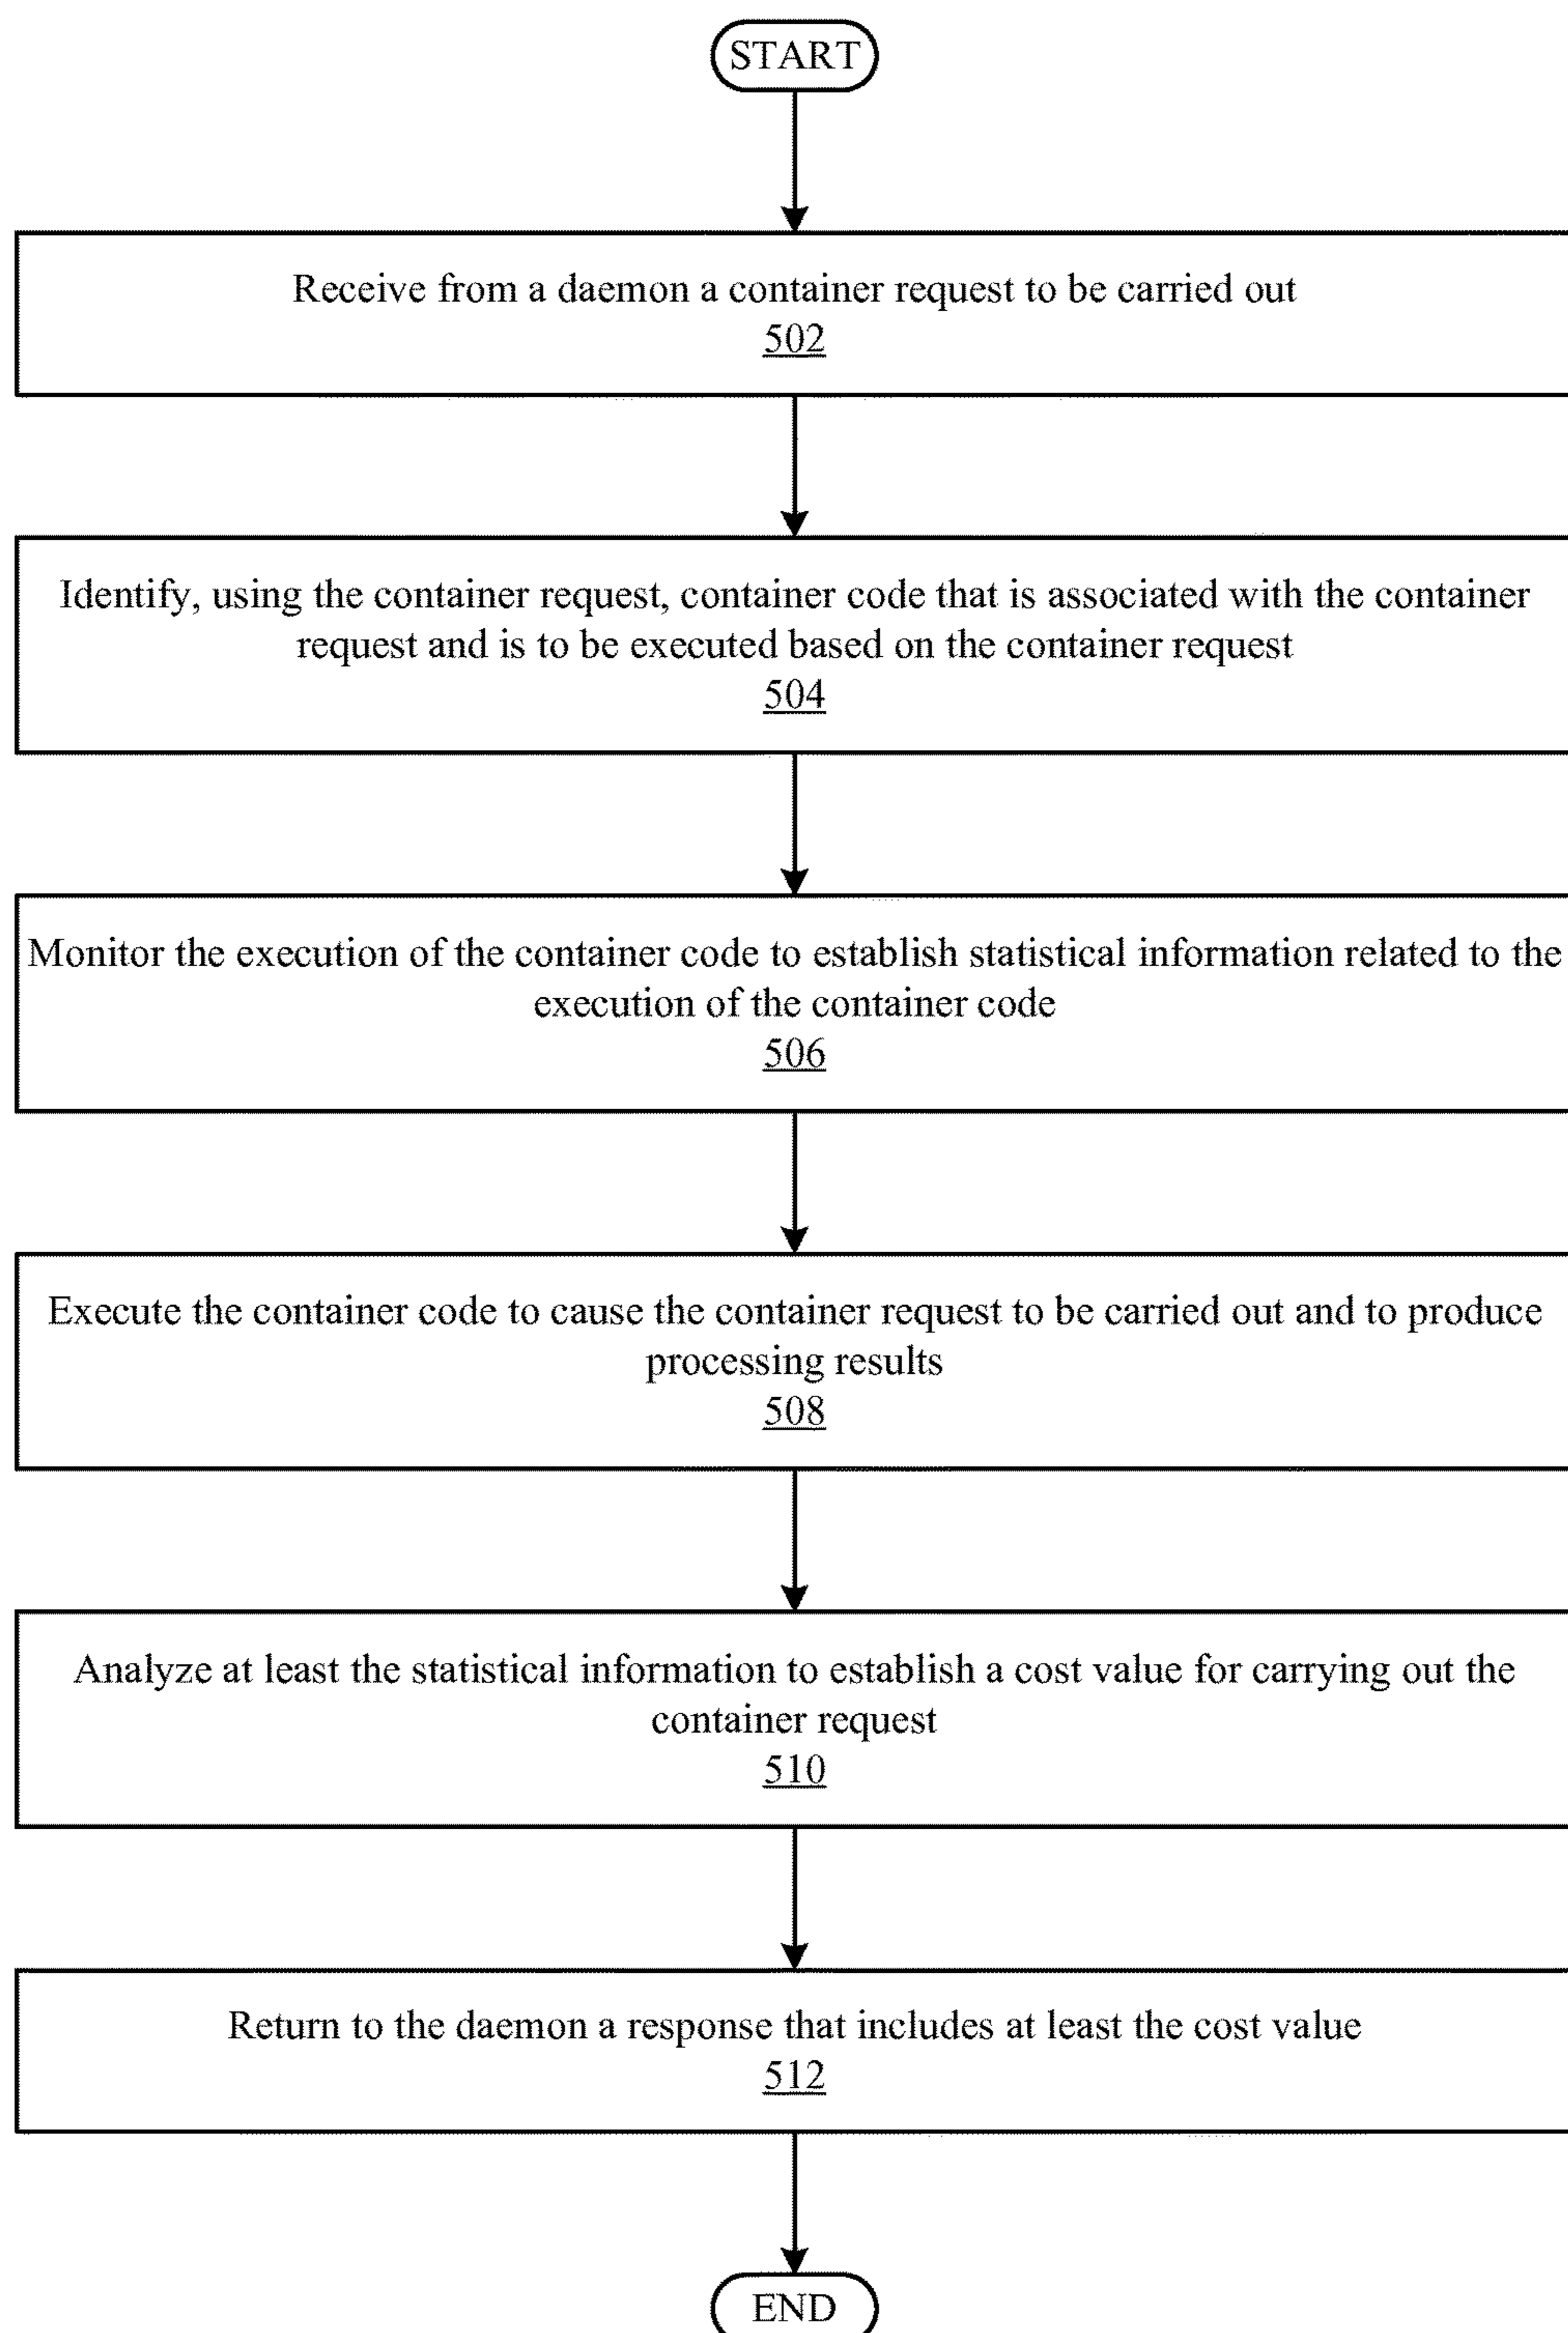 START
Receive from a daemon a container request to be carried out
502
Identify, using the container request, container code that is associated with the container
request and is to be executed based on the container request
504
Monitor the execution of the container code to establish statistical information related to the
execution of the container code
506
Execute the container code to cause the container request to be carried out and to produce
processing results
508
Analyze at least the statistical information to establish a cost value for carrying out the
container request
510
Return to the daemon a response that includes at least the cost value
512
END